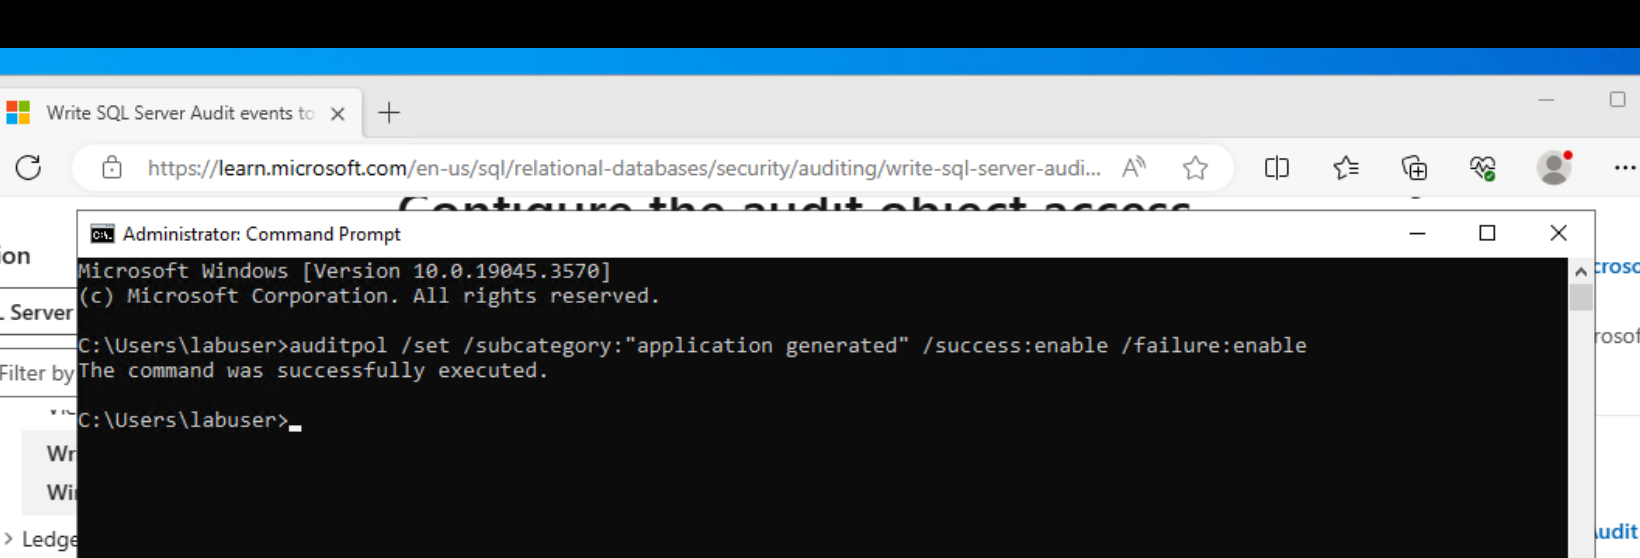 Write SQL Server Audit events to
https://learn.microsoft.com/en-us/sql/relational-databases/security/auditing/write-sql-server-audi...
Configure the audit object access
ion
Administrator: Command Prompt
Microsoft Windows [Version 10.0.19045.3570]
(c) Microsoft Corporation. All rights reserved.
L Server
C:\Users\labuser>auditpol /set /subcategory:"application generated" /success:enable /failure:enable
Filter by
The command was successfully executed.
C:\Users\labuser>
Wr
Wi
Ledge
croso
rosof
Audit